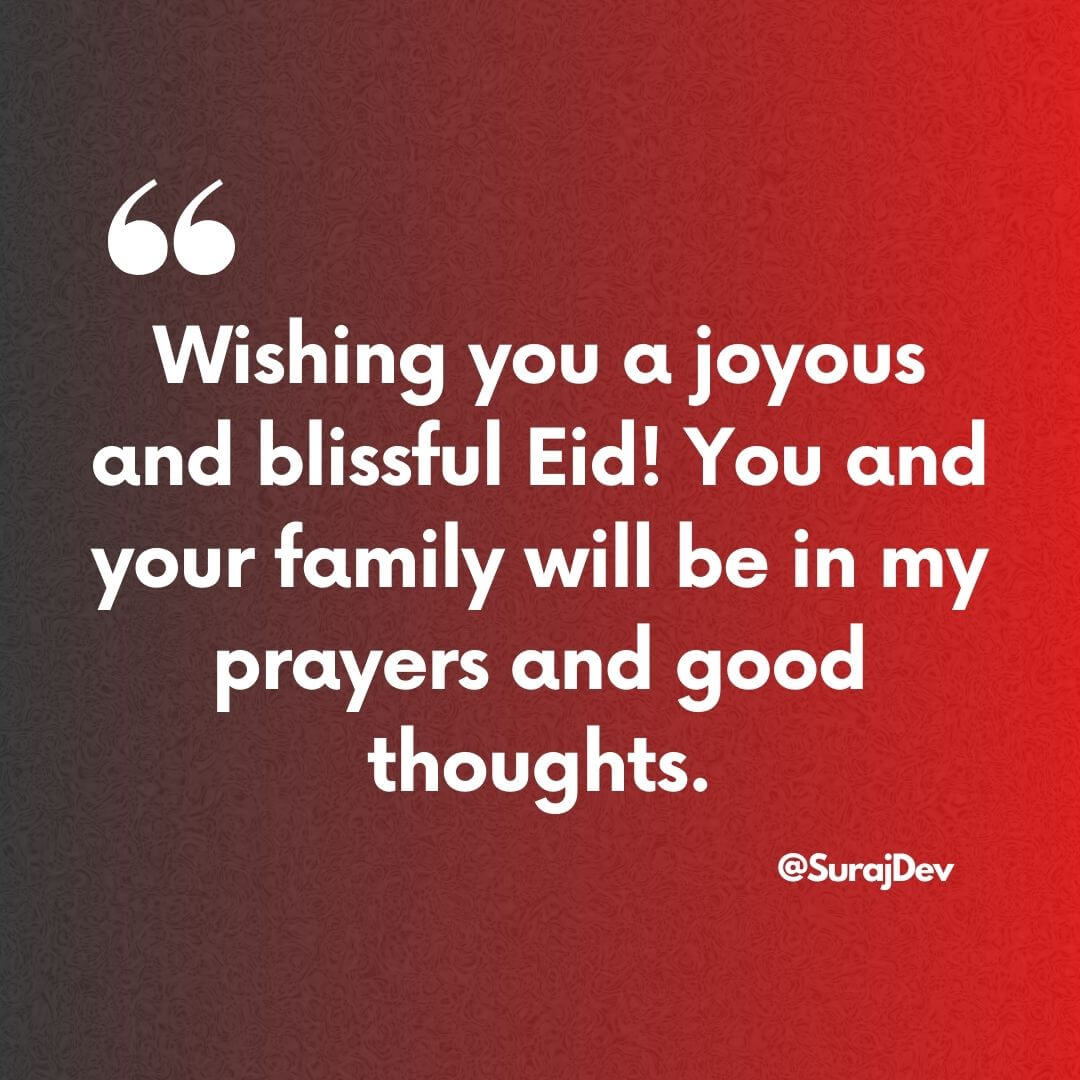 “
Wishing you a joyous
and blissful Eid! You and
your family will be in my
prayers and good
thoughts.
@SurajDev